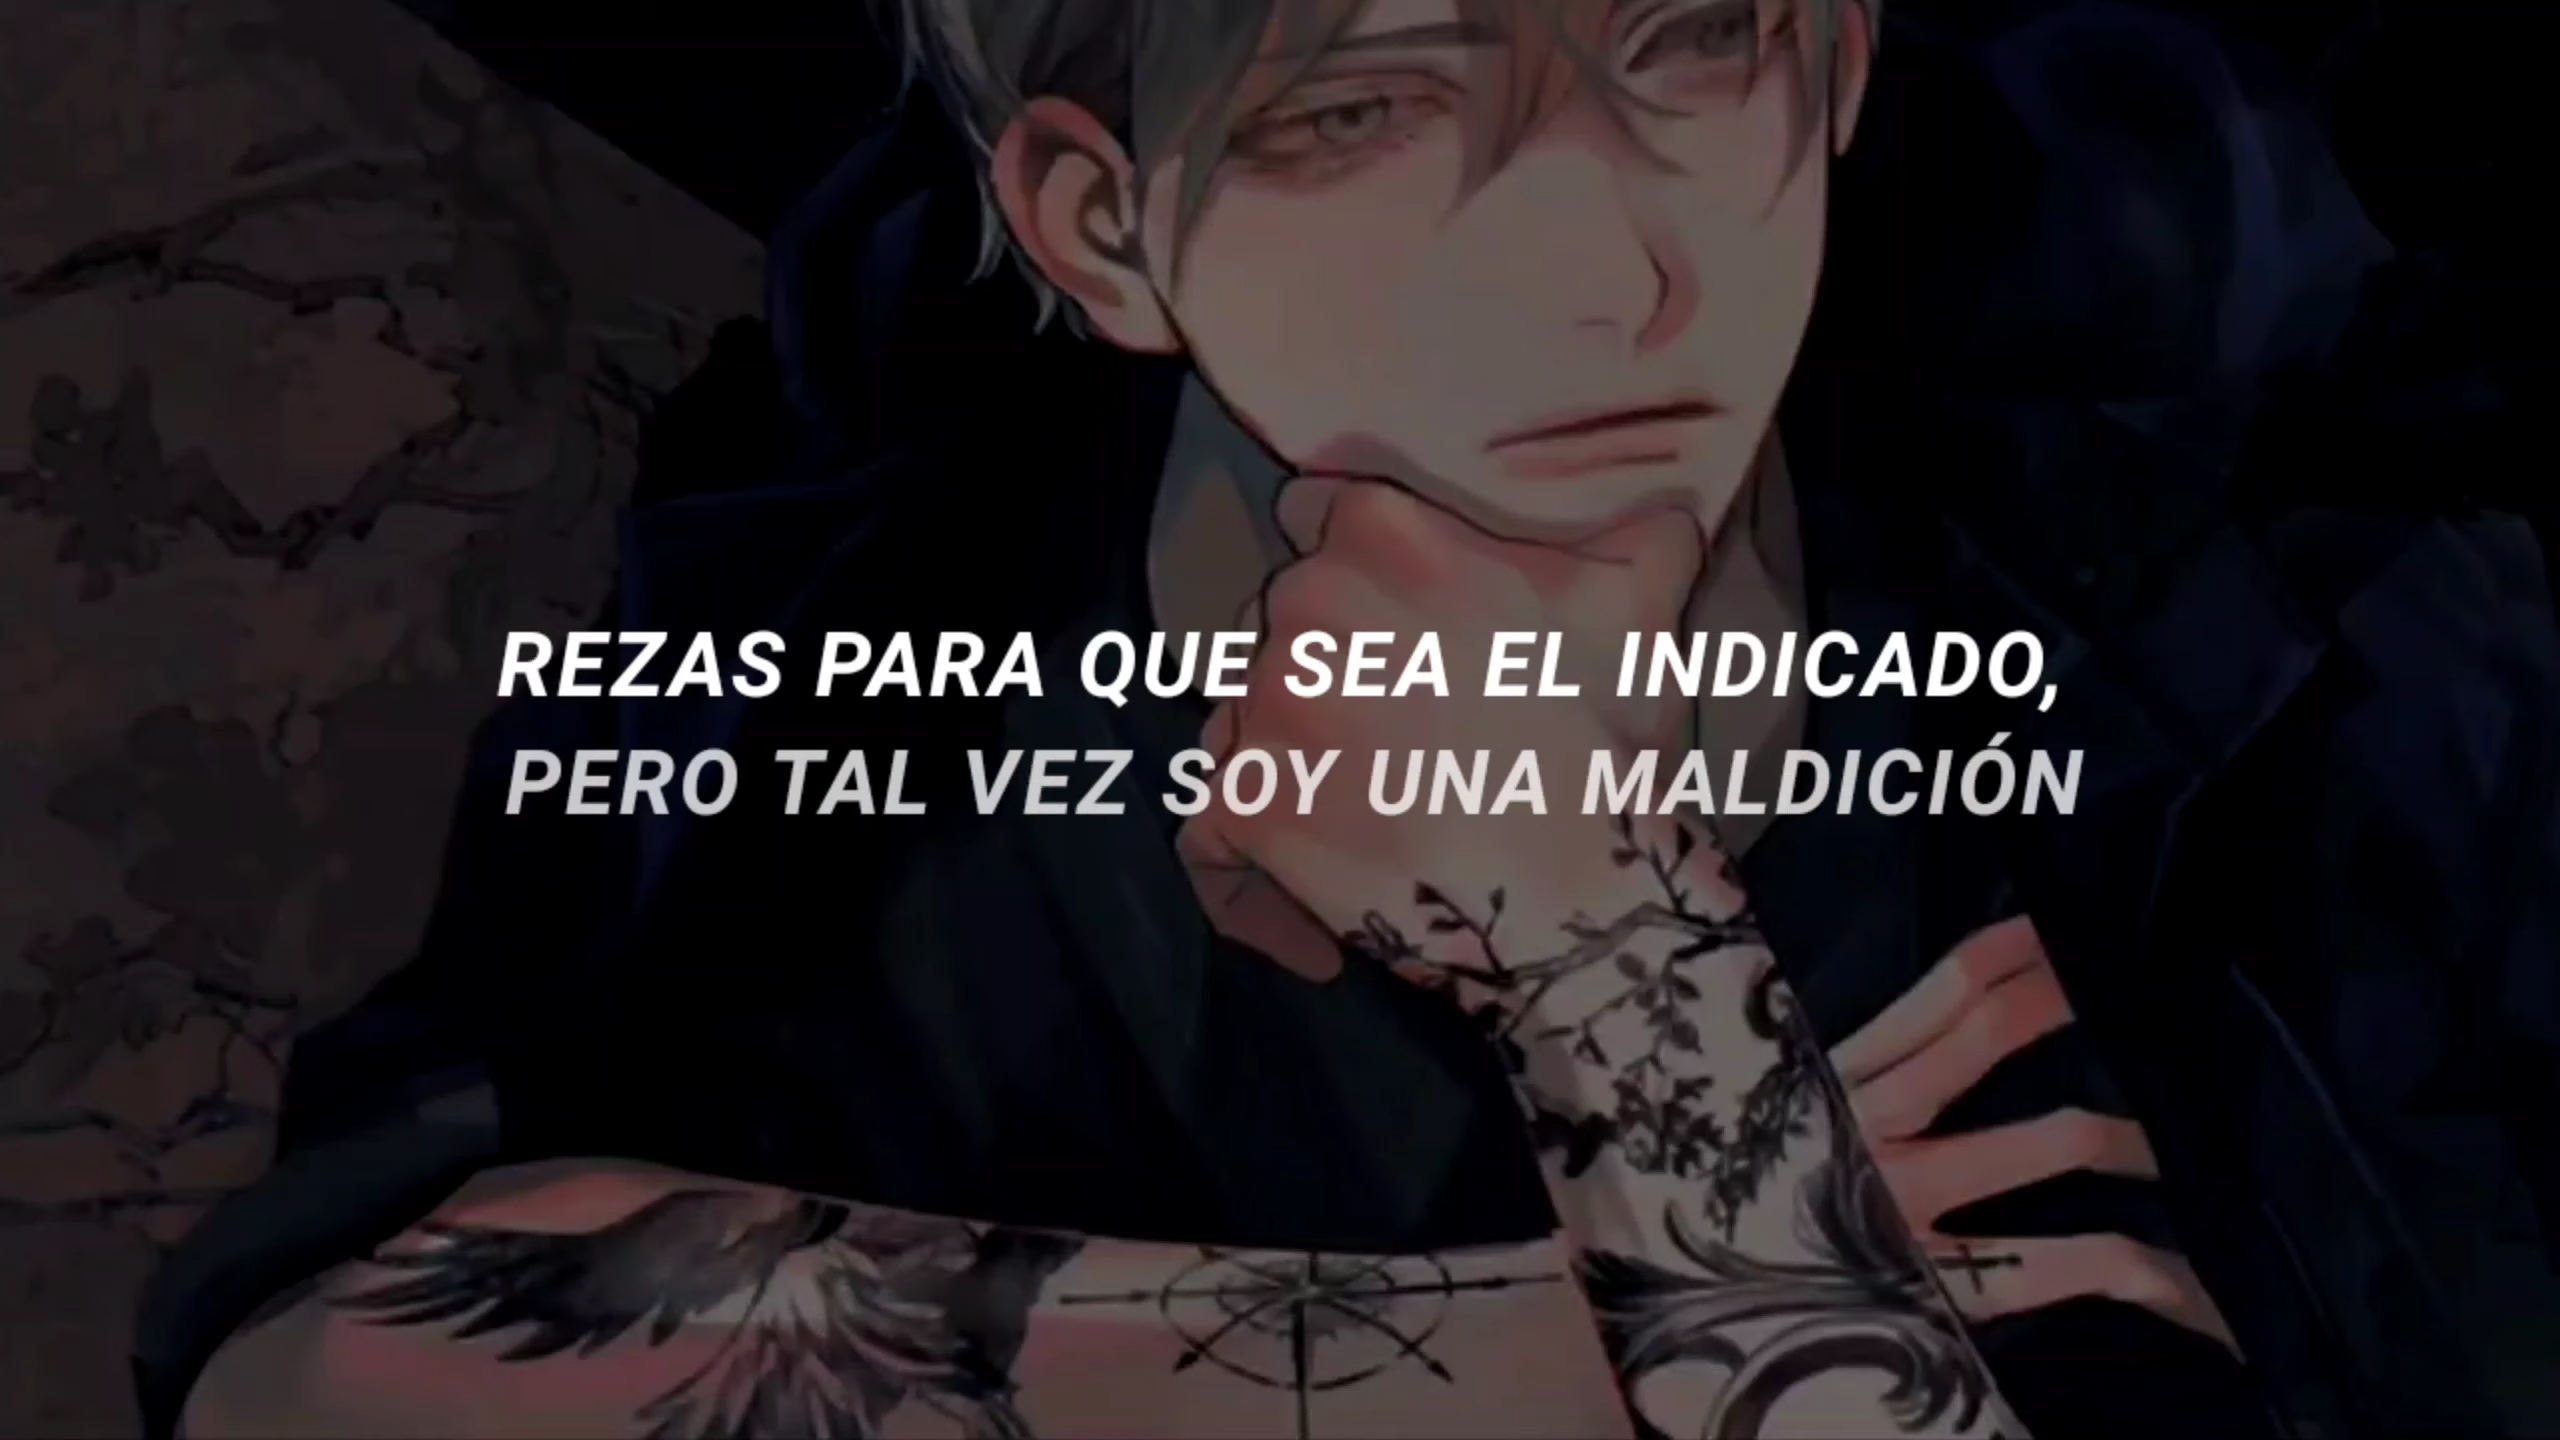 REZAS PARA QUE SEA EL INDICADO,
PERO TAL VEZ SOY UNA MALDICIÓN